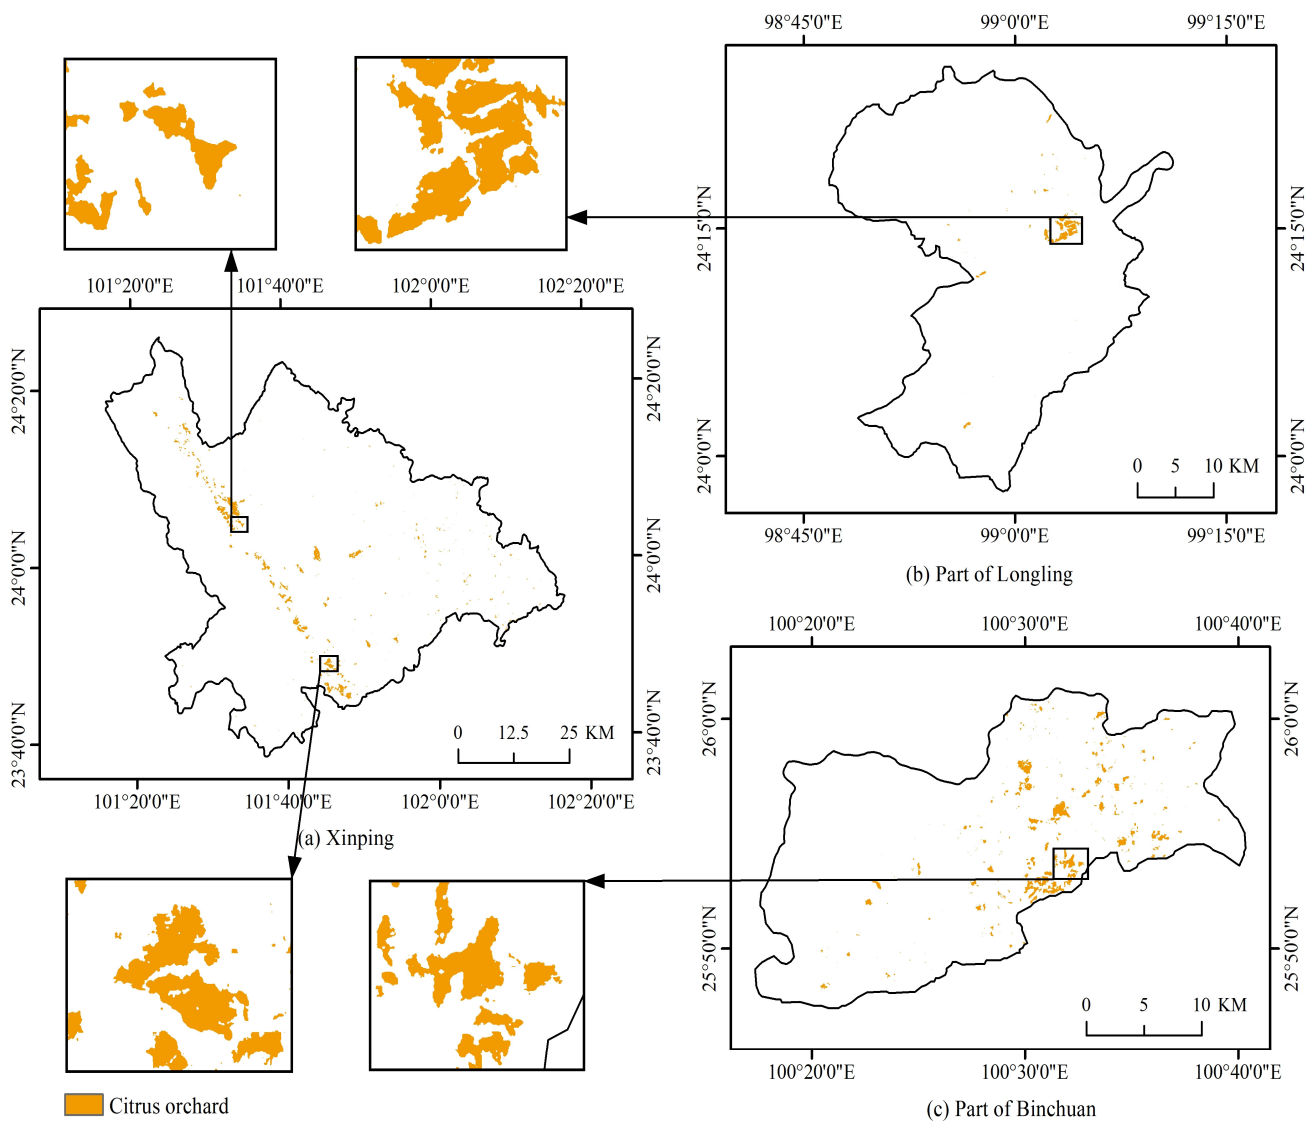 98°45'0"E 99°0'0"E 99°15'0"E
24°15'0"N
24°15'0"N
24°0'0"N
24°0'0"N
0 5 10 KM
98°45'0"E 99°0'0"E 99°15'0"E
(b) Part of Longling
101°20'0"E 101°40'0"E 102°0'0"E 102°20'0"E
24°20'0"N
24°20'0"N
24°0'0"N
24°0'0"N
23°40'0"N
23°40'0"N
0 12.5 25 KM
101°20'0"E 101°40'0"E 102°0'0"E 102°20'0"E
(a) Xinping
100°20'0"E 100°30'0"E 100°40'0"E
26°0'0"N
26°0'0"N
25°50'0"N
25°50'0"N
0 5 10 KM
100°20'0"E 100°30'0"E 100°40'0"E
(c) Part of Binchuan
Citrus orchard